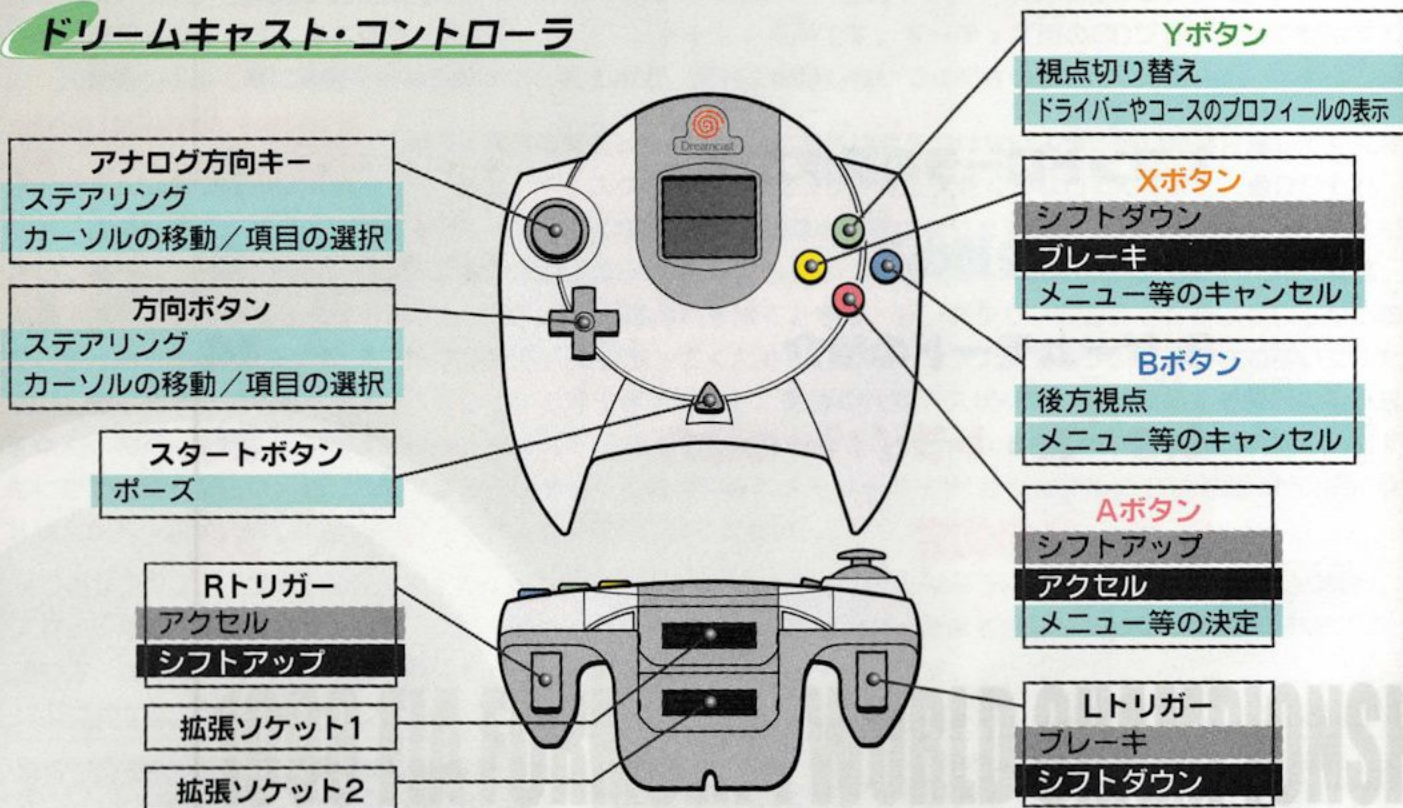 ドリームキャスト・コントローラ
アナログ方向キー
ステアリング
カーソルの移動／項目の選択
方向ボタン
ステアリング
カーソルの移動／項目の選択
スタートボタン
ポーズ
Rトリガー
アクセル
シフトアップ
拡張ソケット1
拡張ソケット2
Dreamcast
Yボタン
視点切り替え
ドライバーやコースのプロフィールの表示
Xボタン
シフトダウン
ブレーキ
メニュー等のキャンセル
Bボタン
後方視点
メニュー等のキャンセル
Aボタン
シフトアップ
アクセル
メニュー等の決定
Lトリガー
ブレーキ
シフトダウン